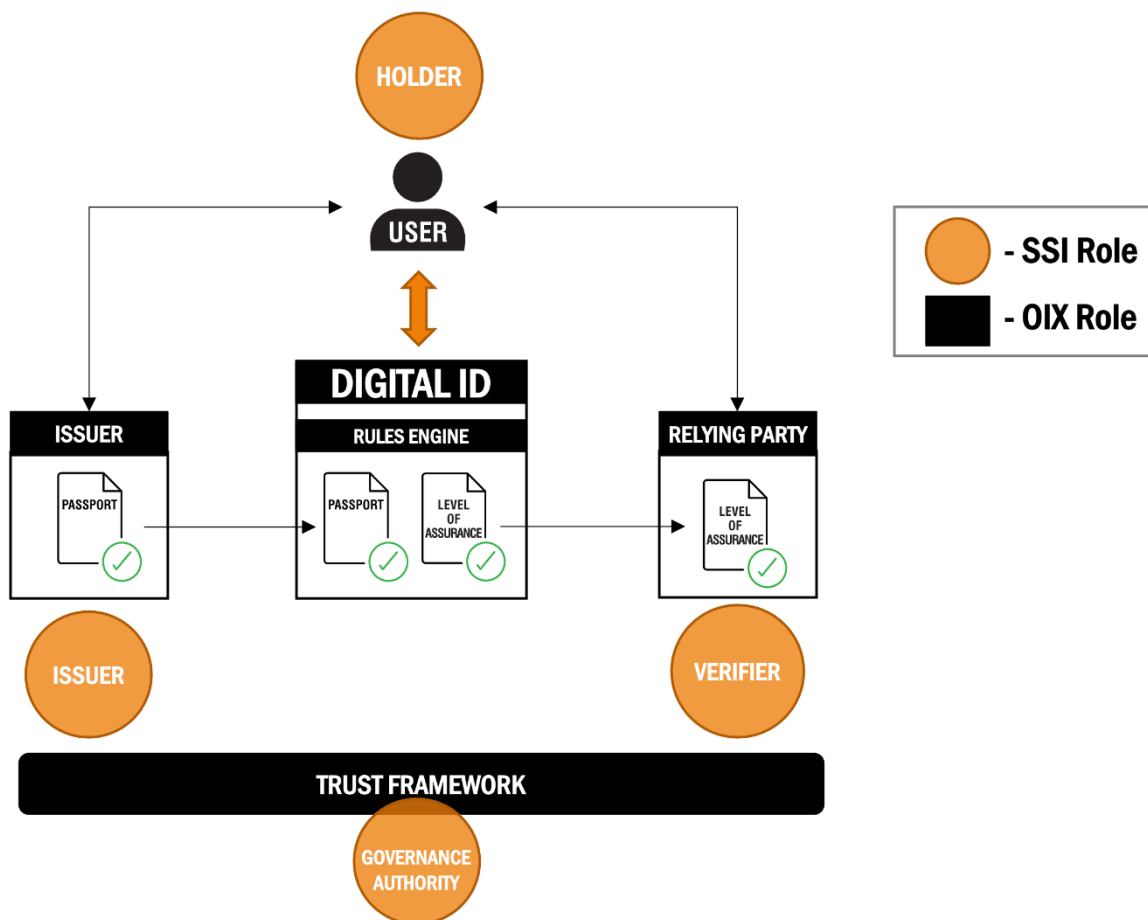 HOLDER
USER
- SSI Role
- OIX Role
DIGITAL ID
RULES ENGINE
ISSUER
RELYING PARTY
PASSPORT
PASSPORT
LEVEL
OF
ASSURANCE
LEVEL
OF
ASSURANCE
ISSUER
VERIFIER
TRUST FRAMEWORK
GOVERNANCE
AUTHORITY